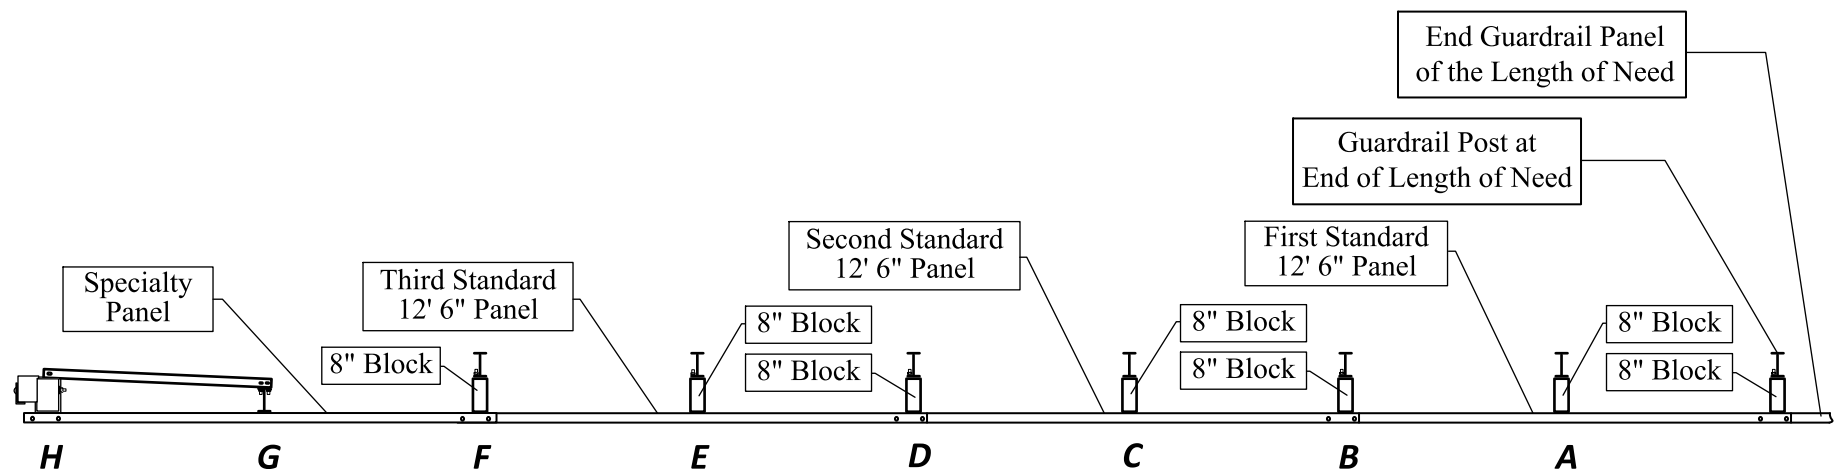 End Guardrail Panel
of the Length of Need
Guardrail Post at
End of Length of Need
Second Standard
12' 6" Panel
First Standard
12' 6" Panel
Specialty
Panel
Third Standard
12' 6" Panel
8" Block
8" Block
8" Block
8" Block
8" Block
8" Block
8" Block
H G F E D C B A